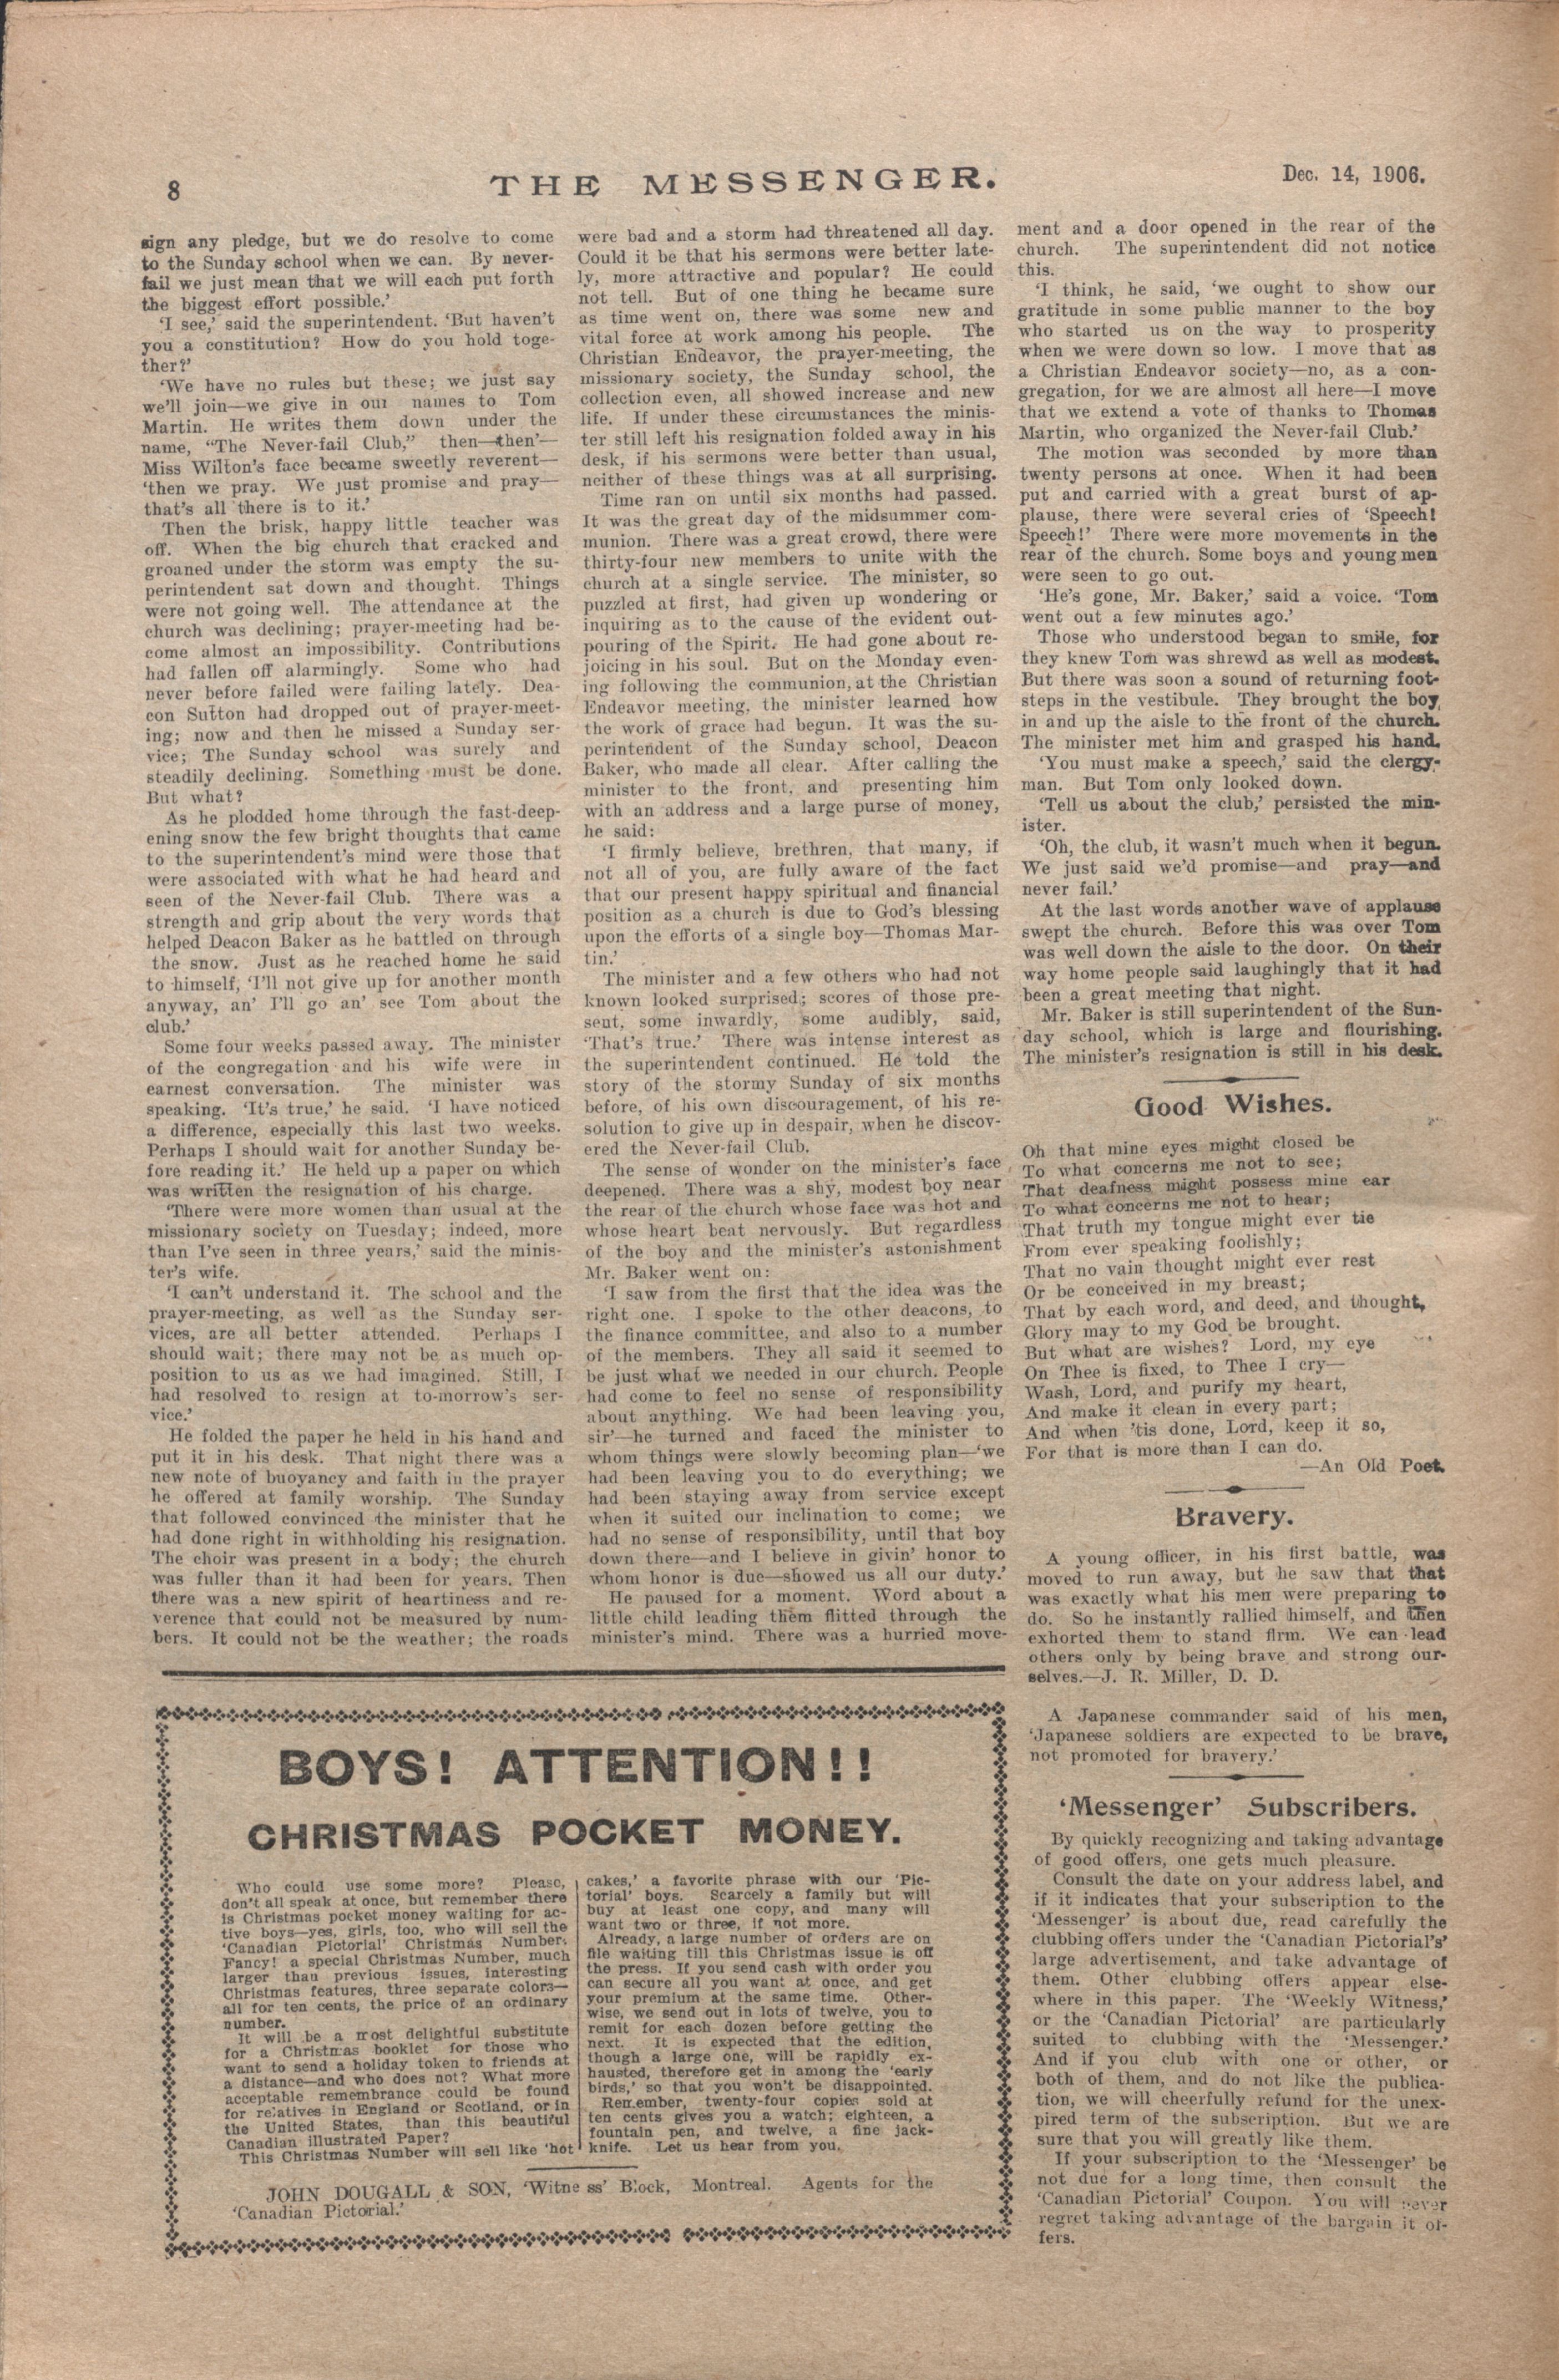 8
THE MESSENGER.
Dec. 14, 1906.
sign any pledge, but we do resolve to come
to the Sunday school when we can. By never-
fail we just mean that we will each put forth
the biggest effort possible.'
'I see,' said the superintendent. 'But haven't
you a constitution? How do you hold toge-
ther?'
'We have no rules but these; we just say
we'll join—we give in our names to Tom
Martin. He writes them down under the
name, "The Never-fail Club," then—then'—
Miss Wilton's face became sweetly reverent—
'then we pray. We just promise and pray—
that's all there is to it.'
Then the brisk, happy little teacher was
off. When the big church that cracked and
groaned under the storm was empty the su-
perintendent sat down and thought. Things
were not going well. The attendance at the
church was declining; prayer-meeting had be-
come almost an impossibility. Contributions
had fallen off alarmingly. Some who had
never before failed were failing lately. Dea-
con Sutton had dropped out of prayer-meet-
ing; now and then he missed a Sunday ser-
vice; The Sunday school was surely and
steadily declining. Something must be done.
But what?
As he plodded home through the fast-deep-
ening snow the few bright thoughts that came
to the superintendent's mind were those that
were associated with what he had heard and
seen of the Never-fail Club. There was a
strength and grip about the very words that
helped Deacon Baker as he battled on through
the snow. Just as he reached home he said
to himself, 'I'll not give up for another month
anyway, an' I'll go an' see Tom about the
club.'
Some four weeks passed away. The minister
of the congregation and his wife were in
earnest conversation. The minister was
speaking. 'It's true,' he said. 'I have noticed
a difference, especially this last two weeks.
Perhaps I should wait for another Sunday be-
fore reading it.' He held up a paper on which
was written the resignation of his charge.
'There were more women than usual at the
missionary society on Tuesday; indeed, more
than I've seen in three years,' said the minis-
ter's wife.
'I can't understand it. The school and the
prayer-meeting, as well as the Sunday ser-
vices, are all better attended. Perhaps I
should wait; there may not be as much op-
position to us as we had imagined. Still, I
had resolved to resign at to-morrow's ser-
vice.'
He folded the paper he held in his hand and
put it in his desk. That night there was a
new note of buoyancy and faith in the prayer
he offered at family worship. The Sunday
that followed convinced the minister that he
had done right in withholding his resignation.
The choir was present in a body; the church
was fuller than it had been for years. Then
there was a new spirit of heartiness and re-
verence that could not be measured by num-
bers. It could not be the weather; the roads
were bad and a storm had threatened all day.
Could it be that his sermons were better late-
ly, more attractive and popular? He could
not tell. But of one thing he became sure
as time went on, there was some new and
vital force at work among his people. The
Christian Endeavor, the prayer-meeting, the
missionary society, the Sunday school, the
collection even, all showed increase and new
life. If under these circumstances the minis-
ter still left his resignation folded away in his
desk, if his sermons were better than usual,
neither of these things was at all surprising.
Time ran on until six months had passed.
It was the great day of the midsummer com-
munion. There was a great crowd, there were
thirty-four new members to unite with the
church at a single service. The minister, so
puzzled at first, had given up wondering or
inquiring as to the cause of the evident out-
pouring of the Spirit. He had gone about re-
joicing in his soul. But on the Monday even-
ing following the communion, at the Christian
Endeavor meeting, the minister learned how
the work of grace had begun. It was the su-
perintendent of the Sunday school, Deacon
Baker, who made all clear. After calling the
minister to the front, and presenting him
with an address and a large purse of money,
he said:
'I firmly believe, brethren, that many, if
not all of you, are fully aware of the fact
that our present happy spiritual and financial
position as a church is due to God's blessing
upon the efforts of a single boy—Thomas Mar-
tin.'
The minister and a few others who had not
known looked surprised; scores of those pre-
sent, some inwardly, some audibly, said,
'That's true.' There was intense interest as
the superintendent continued. He told the
story of the stormy Sunday of six months
before, of his own discouragement, of his re-
solution to give up in despair, when he discov-
ered the Never-fail Club.
The sense of wonder on the minister's face
deepened. There was a shy, modest boy near
the rear of the church whose face was hot and
whose heart beat nervously. But regardless
of the boy and the minister's astonishment
Mr. Baker went on:
'I saw from the first that the idea was the
right one. I spoke to the other deacons, to
the finance committee, and also to a number
of the members. They all said it seemed to
be just what we needed in our church. People
had come to feel no sense of responsibility
about anything. We had been leaving you,
sir'—he turned and faced the minister to
whom things were slowly becoming plan—'we
had been leaving you to do everything; we
had been staying away from service except
when it suited our inclination to come; we
had no sense of responsibility, until that boy
down there—and I believe in givin' honor to
whom honor is due—showed us all our duty.'
He paused for a moment. Word about a
little child leading them flitted through the
minister's mind. There was a hurried move-
ment and a door opened in the rear of the
church. The superintendent did not notice
this.
'I think, he said, 'we ought to show our
gratitude in some public manner to the boy
who started us on the way to prosperity
when we were down so low. I move that as
a Christian Endeavor society—no, as a con-
gregation, for we are almost all here—I move
that we extend a vote of thanks to Thomas
Martin, who organized the Never-fail Club.'
The motion was seconded by more than
twenty persons at once. When it had been
put and carried with a great burst of ap-
plause, there were several cries of 'Speech!
Speech!' There were more movements in the
rear of the church. Some boys and young men
were seen to go out.
'He's gone, Mr. Baker,' said a voice. 'Tom
went out a few minutes ago.'
Those who understood began to smile, for
they knew Tom was shrewd as well as modest.
But there was soon a sound of returning foot-
steps in the vestibule. They brought the boy
in and up the aisle to the front of the church.
The minister met him and grasped his hand.
'You must make a speech,' said the clergy-
man. But Tom only looked down.
'Tell us about the club,' persisted the min-
ister.
'Oh, the club, it wasn't much when it begun.
We just said we'd promise—and pray—and
never fail.'
At the last words another wave of applause
swept the church. Before this was over Tom
was well down the aisle to the door. On their
way home people said laughingly that it had
been a great meeting that night.
Mr. Baker is still superintendent of the Sun-
day school, which is large and flourishing.
The minister's resignation is still in his desk.
Good Wishes.
Oh that mine eyes might closed be
To what concerns me not to see;
That deafness might possess mine ear
To what concerns me not to hear;
That truth my tongue might ever tie
From ever speaking foolishly;
That no vain thought might ever rest
Or be conceived in my breast;
That by each word, and deed, and thought,
Glory may to my God be brought.
But what are wishes? Lord, my eye
On Thee is fixed, to Thee I cry—
Wash, Lord, and purify my heart,
And make it clean in every part;
And when 'tis done, Lord, keep it so,
For that is more than I can do.
—An Old Poet.
Bravery.
A young officer, in his first battle, was
moved to run away, but he saw that that
was exactly what his men were preparing to
do. So he instantly rallied himself, and then
exhorted them to stand firm. We can lead
others only by being brave and strong our-
selves.—J. R. Miller, D. D.
A Japanese commander said of his men,
'Japanese soldiers are expected to be brave,
not promoted for bravery.'
'Messenger' Subscribers.
By quickly recognizing and taking advantage
of good offers, one gets much pleasure.
Consult the date on your address label, and
if it indicates that your subscription to the
'Messenger' is about due, read carefully the
clubbing offers under the 'Canadian Pictorial's'
large advertisement, and take advantage of
them. Other clubbing offers appear else-
where in this paper. The 'Weekly Witness,'
or the 'Canadian Pictorial' are particularly
suited to clubbing with the 'Messenger.'
And if you club with one or other, or
both of them, and do not like the publica-
tion, we will cheerfully refund for the unex-
pired term of the subscription. But we are
sure that you will greatly like them.
If your subscription to the 'Messenger' be
not due for a long time, then consult the
'Canadian Pictorial' Coupon. You will never
regret taking advantage of the bargain it of-
fers.
BOYS! ATTENTION!!
CHRISTMAS POCKET MONEY.
Who could use some more? Please,
don't all speak at once, but remember there
is Christmas pocket money waiting for ac-
tive boys—yes, girls, too, who will sell the
'Canadian Pictorial' Christmas Number.
Fancy! a special Christmas Number, much
larger than previous issues, interesting
Christmas features, three separate colors—
all for ten cents, the price of an ordinary
number.
It will be a most delightful substitute
for a Christmas booklet for those who
want to send a holiday token to friends at
a distance—and who does not? What more
acceptable remembrance could be found
for relatives in England or Scotland, or in
the United States, than this beautiful
Canadian illustrated Paper?
This Christmas Number will sell like 'hot
cakes,' a favorite phrase with our 'Pic-
torial' boys. Scarcely a family but will
buy at least one copy, and many will
want two or three, if not more.
Already, a large number of orders are on
file waiting till this Christmas issue is off
the press. If you send cash with order you
can secure all you want at once, and get
your premium at the same time. Other-
wise, we send out in lots of twelve, you to
remit for each dozen before getting the
next. It is expected that the edition,
though a large one, will be rapidly ex-
hausted, therefore get in among the 'early
birds,' so that you won't be disappointed.
Remember, twenty-four copies sold at
ten cents gives you a watch; eighteen, a
fountain pen, and twelve, a fine jack-
knife. Let us hear from you.
JOHN DOUGALL & SON, 'Witness' Block, Montreal. Agents for the
'Canadian Pictorial.'